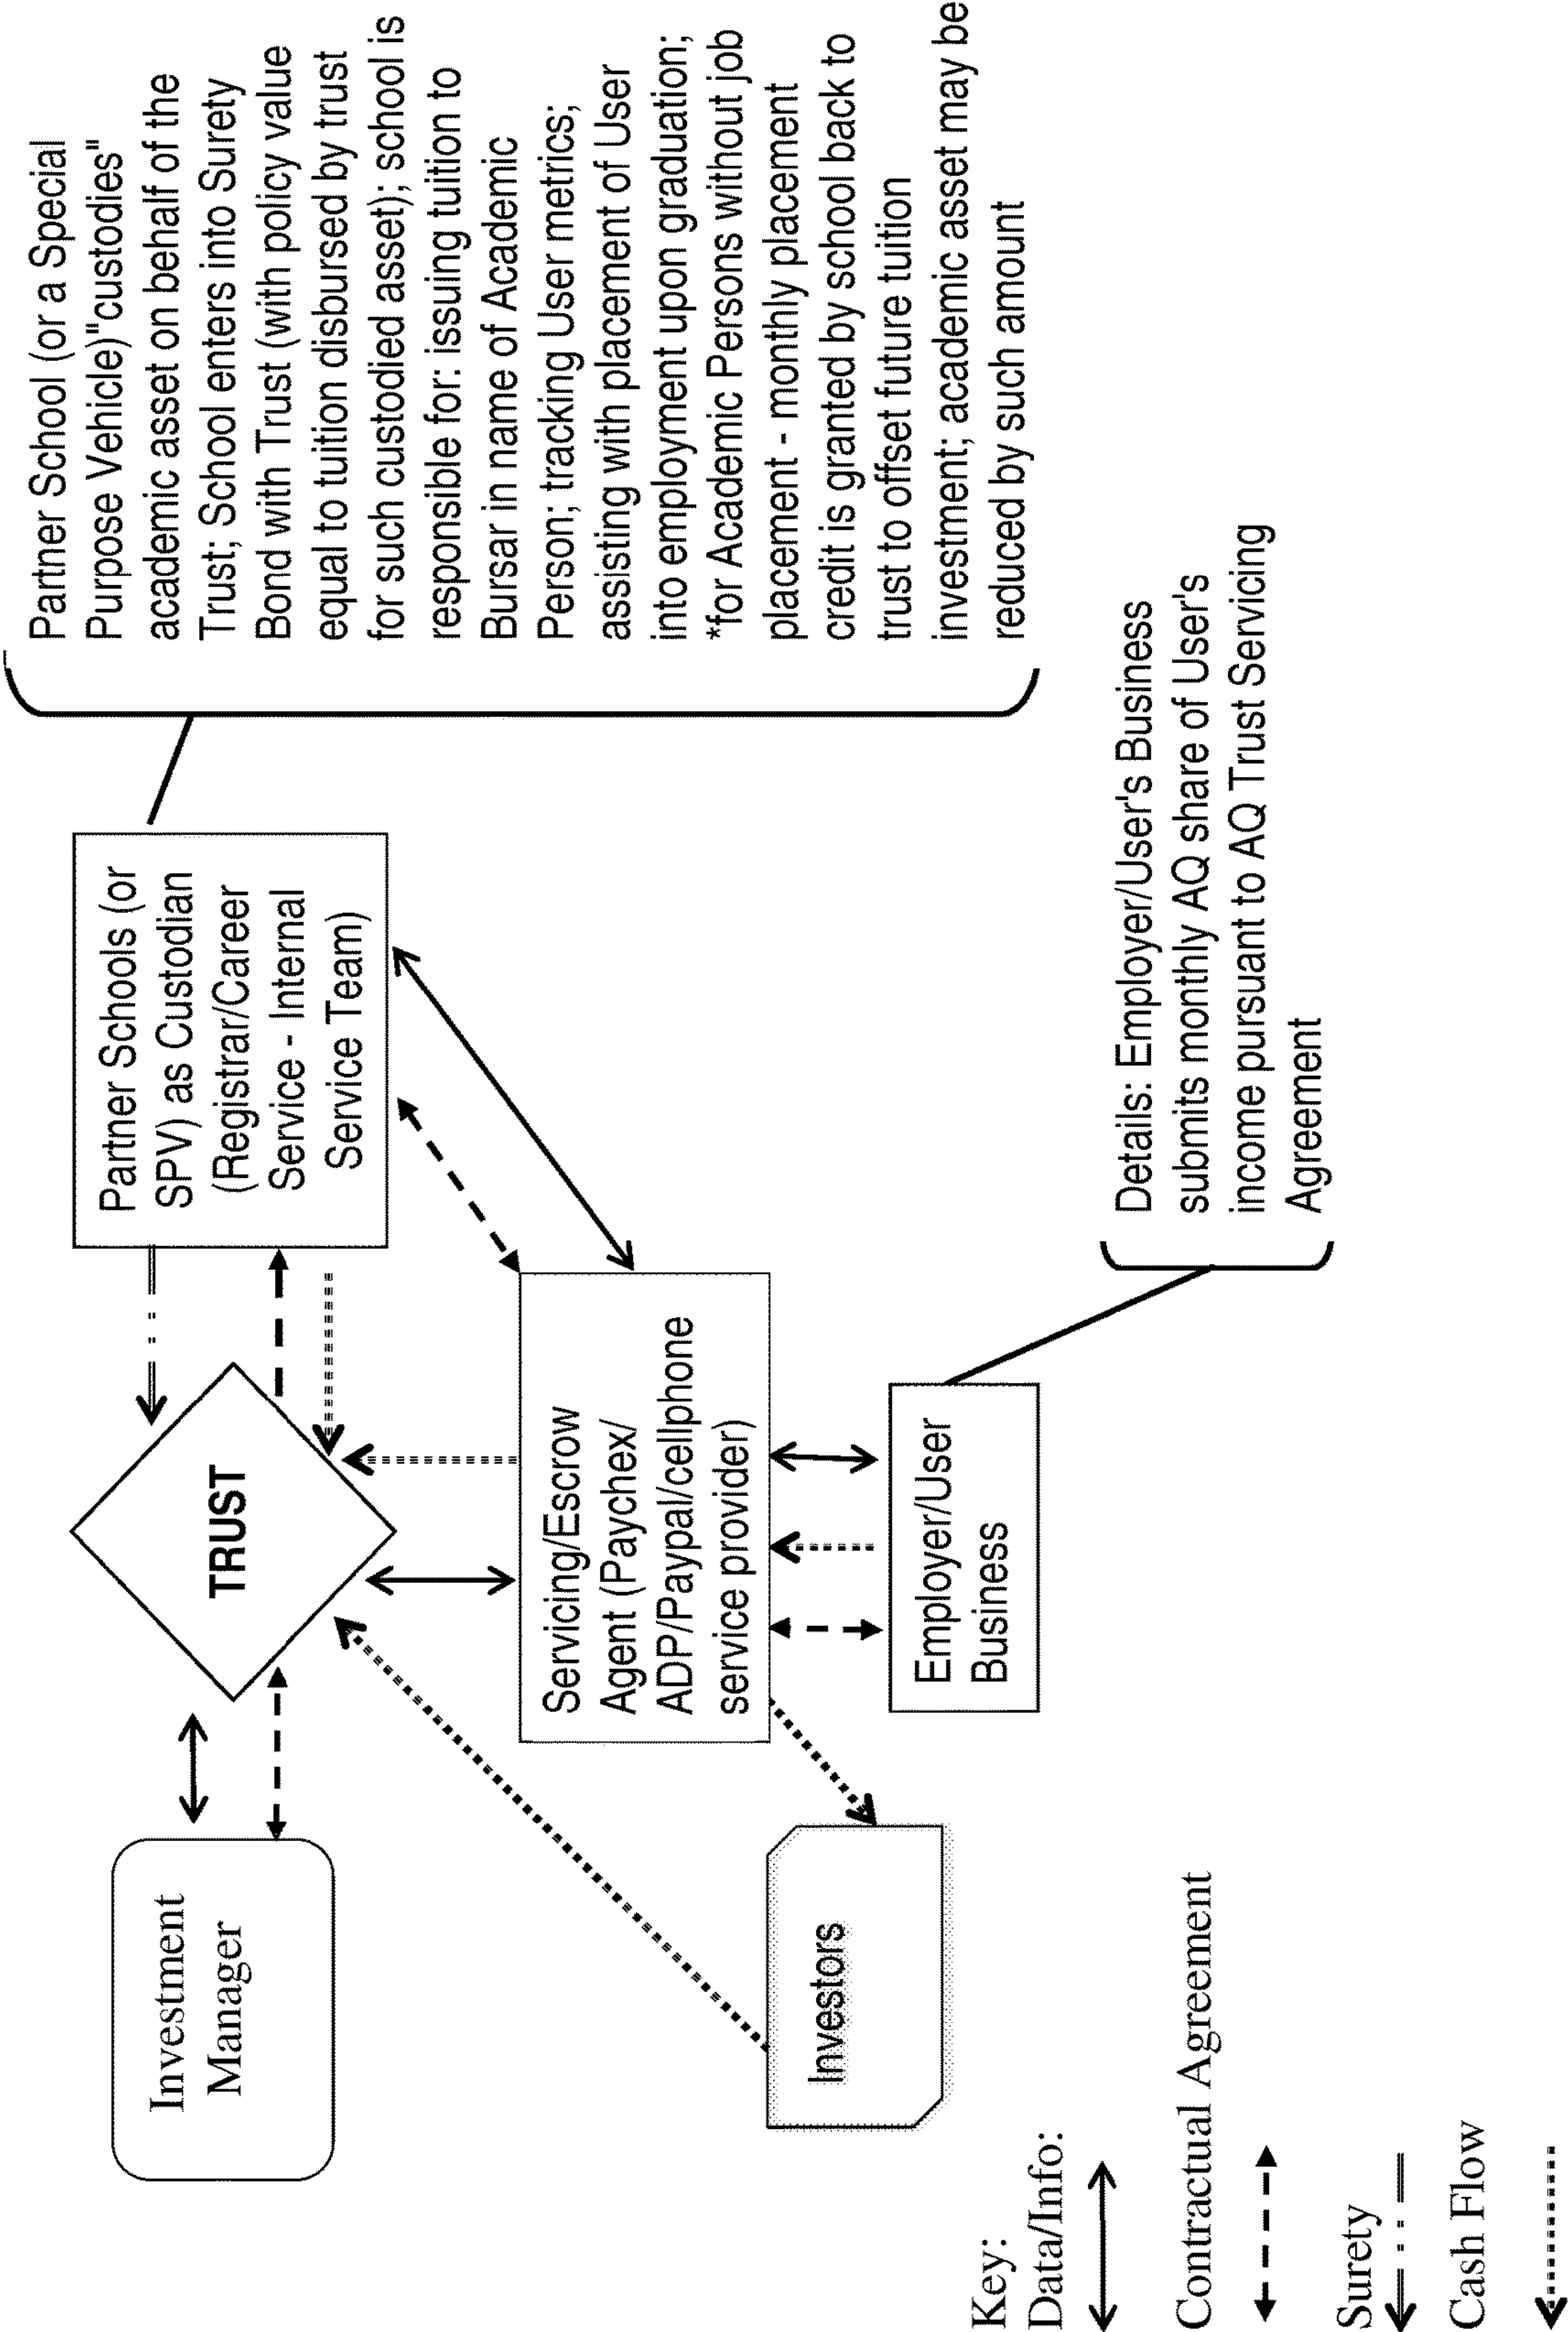 Investment
Manager
TRUST
Partner Schools (or
SPV) as Custodian
(Registrar/Career
Service - Internal
Service Team)
Partner School (or a Special
Purpose Vehicle)"custodies"
academic asset on behalf of the
Trust; School enters into Surety
Bond with Trust (with policy value
equal to tuition disbursed by trust
for such custodied asset); school is
responsible for: issuing tuition to
Bursar in name of Academic
Person; tracking User metrics;
assisting with placement of User
into employment upon graduation;
*for Academic Persons without job
placement - monthly placement
credit is granted by school back to
trust to offset future tuition
investment; academic asset may be
reduced by such amount
Servicing/Escrow
Agent (Paychex/
ADP/Paypal/cellphone
service provider)
Investors
Employer/User
Business
Details: Employer/User's Business
submits monthly AQ share of User's
income pursuant to AQ Trust Servicing
Agreement
Key:
Data/Info:
Contractual Agreement
Surety
Cash Flow